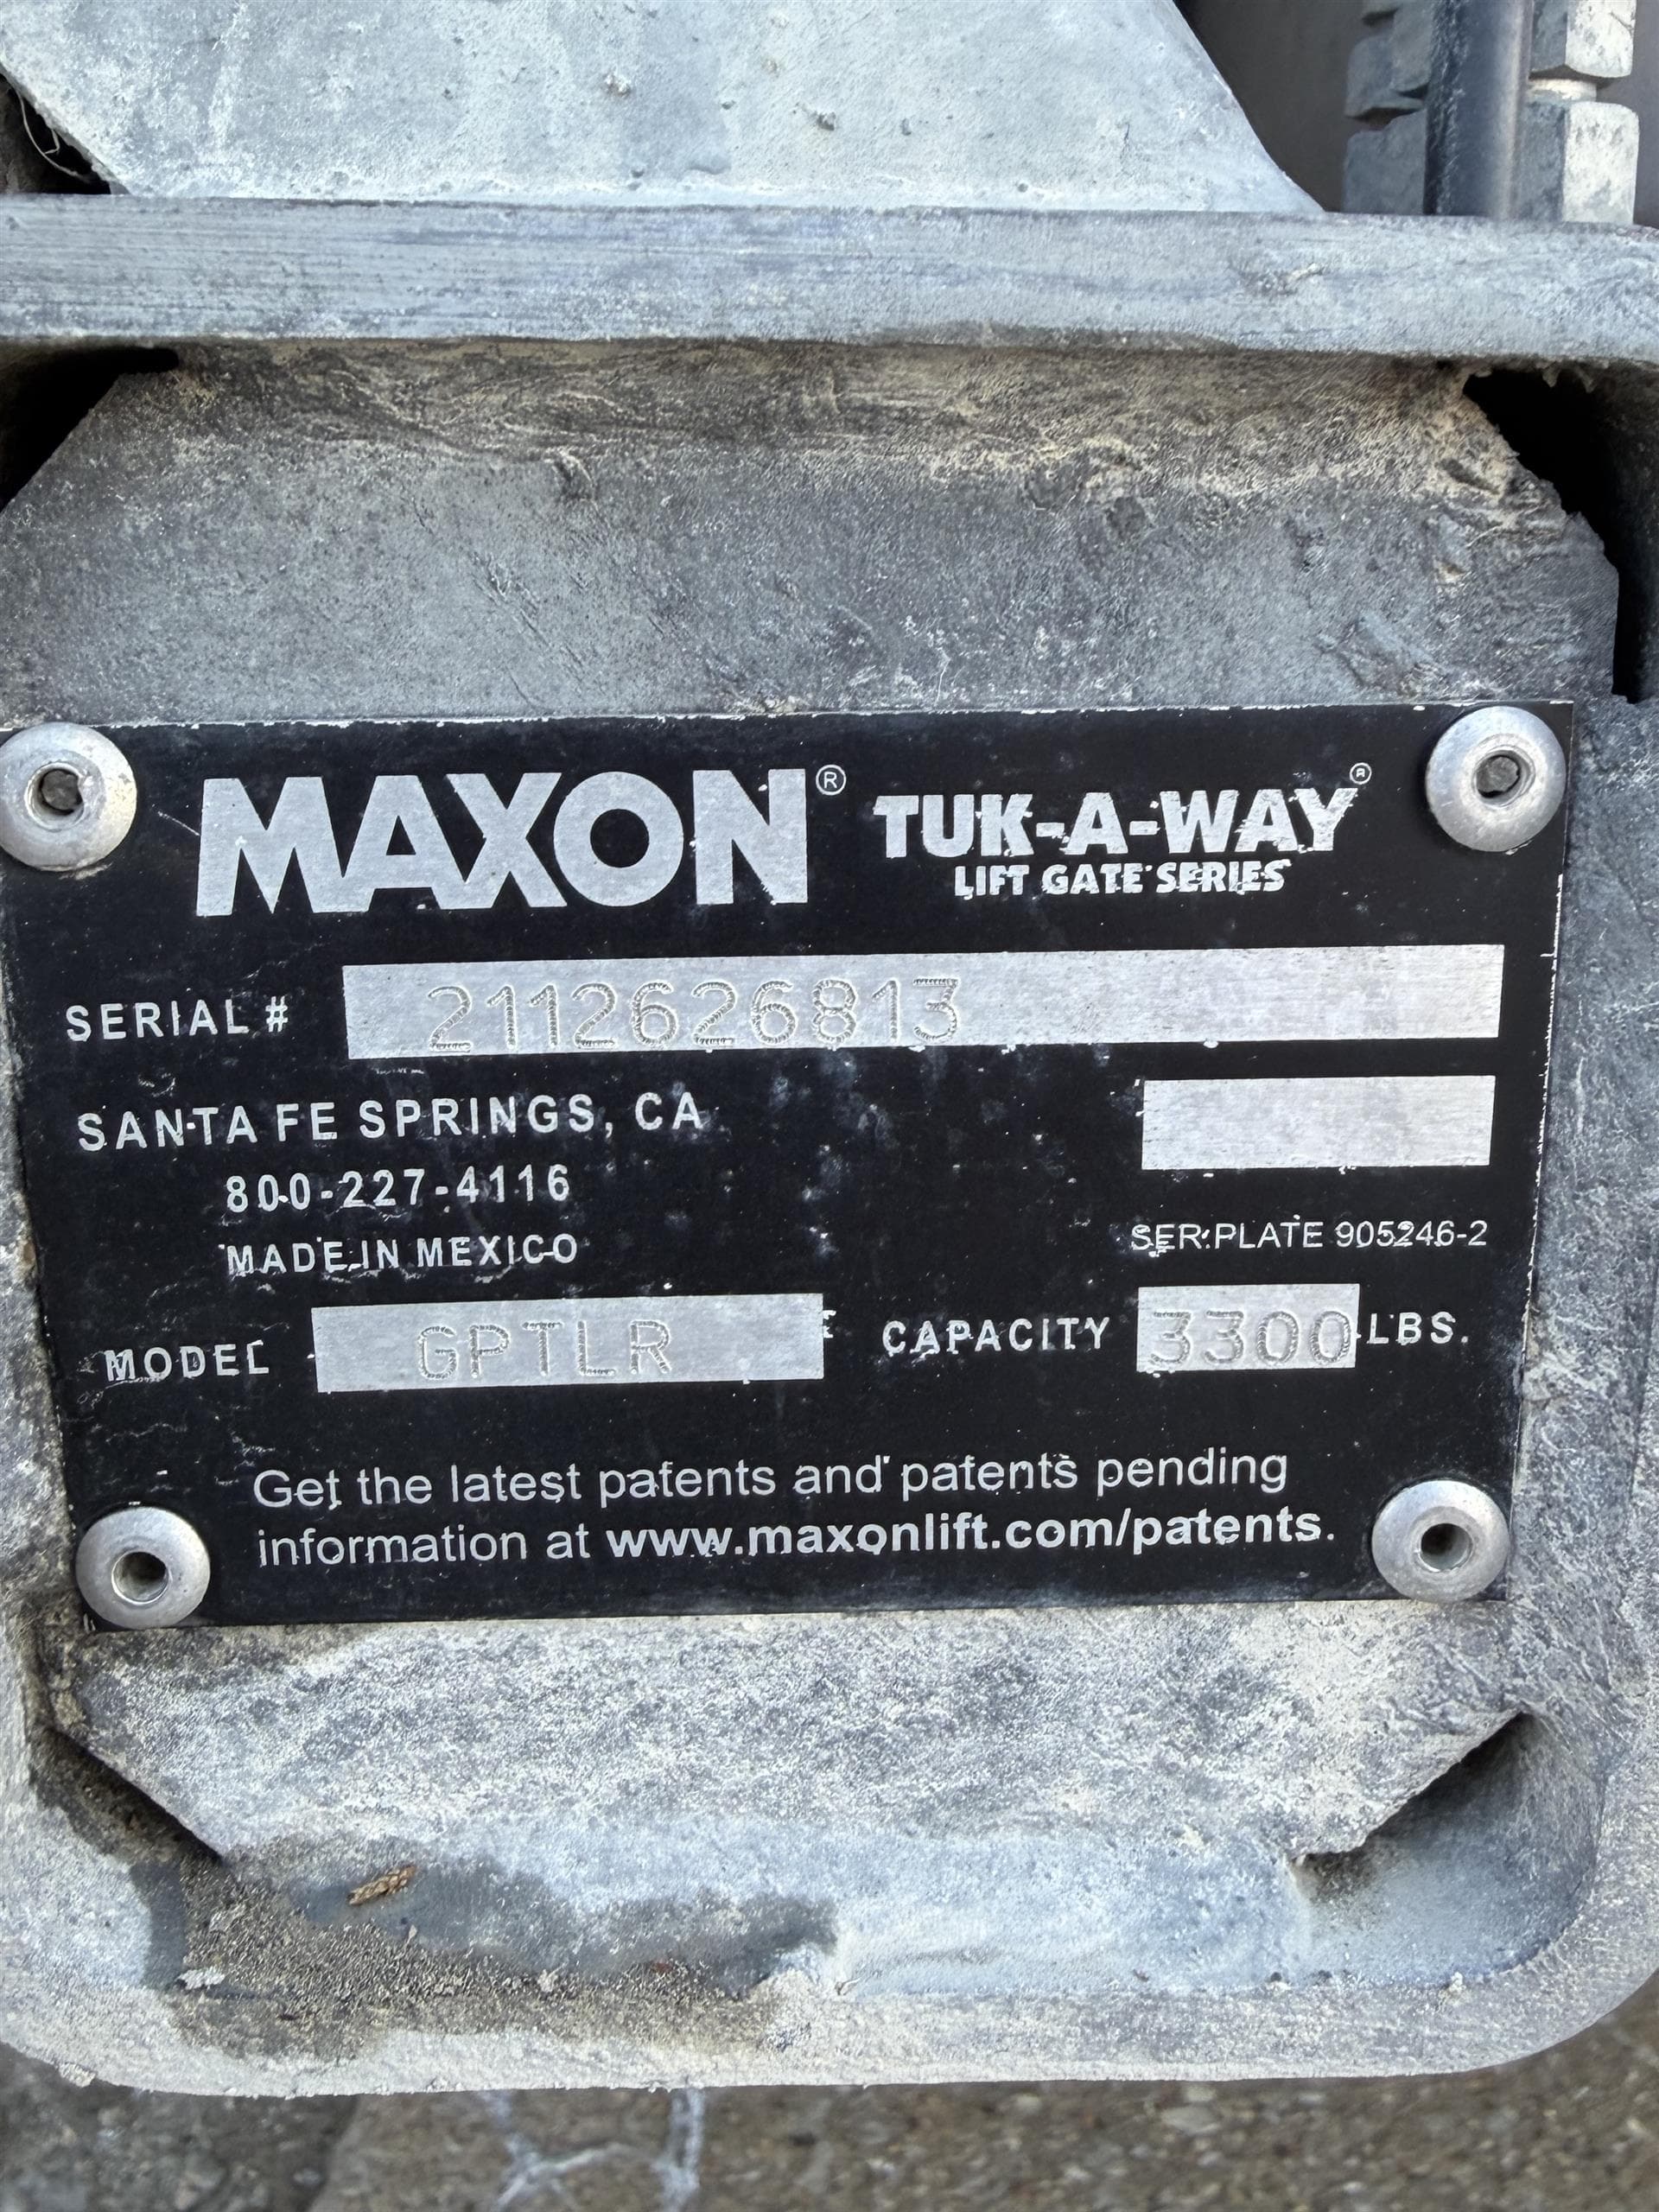 MAXON® TUK-A-WAY®
LIFT GATE SERIES
SERIAL # 2112626813
SANTA FE SPRINGS, CA
800-227-4116
MADE IN MEXICO
SER. PLATE 905246-2
MODEL GPTLR CAPACITY 3300 LBS.
Get the latest patents and patents pending
information at www.maxonlift.com/patents.